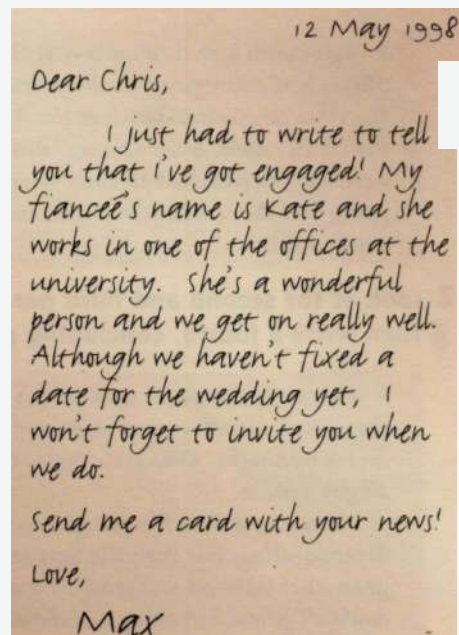 12 May 1998
Dear Chris,
I just had to write to tell
you that I've got engaged! My
fianceé's name is Kate and she
works in one of the offices at the
university. She's a wonderful
person and we get on really well.
Although we haven't fixed a
date for the wedding yet, I
won't forget to invite you when
we do.
Send me a card with your news!
Love,
Max